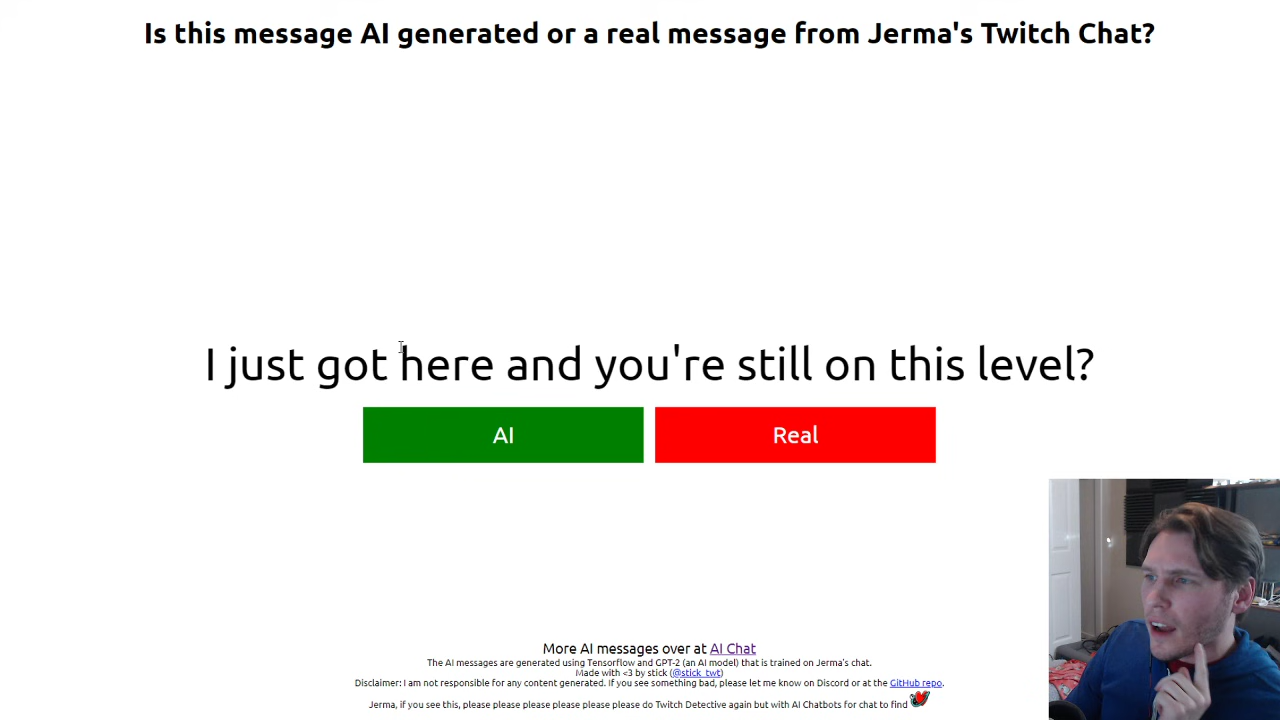 Is this message AI generated or a real message from Jerma's Twitch Chat?
I just got here and you're still on this level?
AI
Real
More AI messages over at AI Chat
The AI messages are generated using Tensorflow and GPT-2 (an AI model) that is trained on Jerma's chat.
Made with <3 by stick (@stick_twt)
Disclaimer: I am not responsible for any content generated. If you see something bad, please let me know on Discord or at the GitHub repo.
Jerma, if you see this, please please please please please please do Twitch Detective again but with AI Chatbots for chat to find